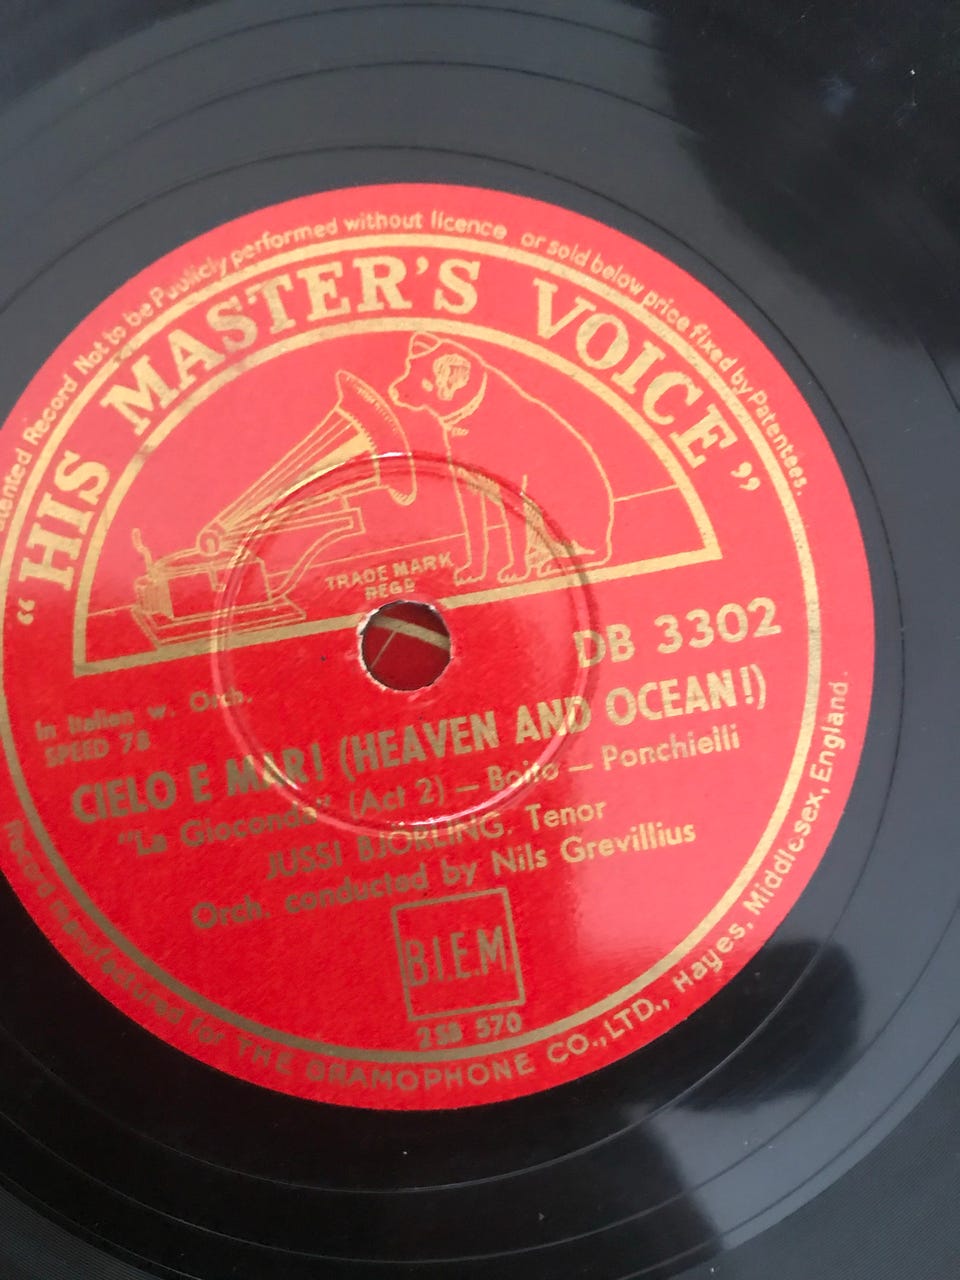 Patented Record Not to be Publicly performed without licence or sold below price fixed by Patentees.
"HIS MASTER'S VOICE"
TRADE MARK
REGD
DB 3302
In Italian w. Orch.
SPEED 78
CIELO E MAR! (HEAVEN AND OCEAN!)
"La Gioconda" (Act 2) — Boito — Ponchielli
JUSSI BJÖRLING, Tenor
Orch. conducted by Nils Grevillius
B.I.E.M
2SB 570
Record manufactured for THE GRAMOPHONE CO., LTD., Hayes, Middlesex, England.